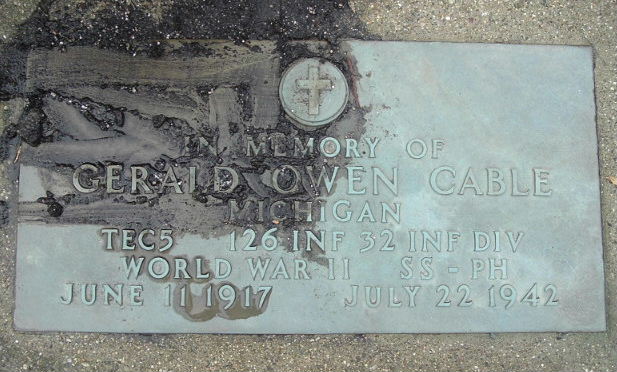 IN MEMORY OF
GERALD OWEN CABLE
MICHIGAN
TEC5 126 INF 32 INF DIV
WORLD WAR II SS - PH
JUNE 11 1917 JULY 22 1942